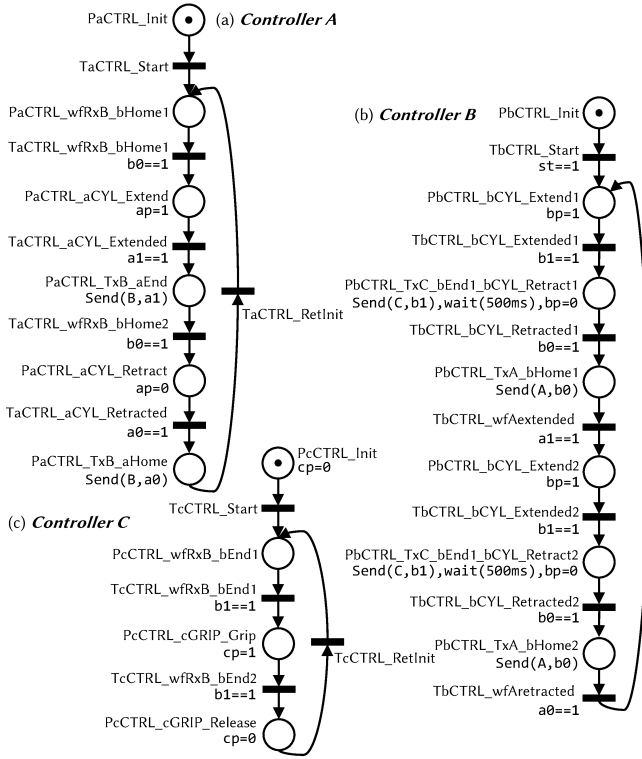 PaCTRL_Init
(a) Controller A
TaCTRL_Start
PaCTRL_wfRxB_bHome1
TaCTRL_wfRxB_bHome1
b0==1
PaCTRL_aCYL_Extend
ap=1
TaCTRL_aCYL_Extended
a1==1
PaCTRL_TxB_aEnd
Send(B,a1)
TaCTRL_RetInit
TaCTRL_wfRxB_bHome2
b0==1
PaCTRL_aCYL_Retract
ap=0
TaCTRL_aCYL_Retracted
a0==1
PaCTRL_TxB_aHome
Send(B,a0)
(b) Controller B
PbCTRL_Init
TbCTRL_Start
st==1
PbCTRL_bCYL_Extend1
bp=1
TbCTRL_bCYL_Extended1
b1==1
PbCTRL_TxC_bEnd1_bCYL_Retract1
Send(C,b1),wait(500ms),bp=0
TbCTRL_bCYL_Retracted1
b0==1
PbCTRL_TxA_bHome1
Send(A,b0)
TbCTRL_wfAextended
a1==1
PbCTRL_bCYL_Extend2
bp=1
TbCTRL_bCYL_Extended2
b1==1
PbCTRL_TxC_bEnd1_bCYL_Retract2
Send(C,b1),wait(500ms),bp=0
TbCTRL_bCYL_Retracted2
b0==1
PbCTRL_TxA_bHome2
Send(A,b0)
TbCTRL_wfAretracted
a0==1
(c) Controller C
PcCTRL_Init
cp=0
TcCTRL_Start
PcCTRL_wfRxB_bEnd1
TcCTRL_wfRxB_bEnd1
b1==1
PcCTRL_cGRIP_Grip
cp=1
TcCTRL_RetInit
TcCTRL_wfRxB_bEnd2
b1==1
PcCTRL_cGRIP_Release
cp=0